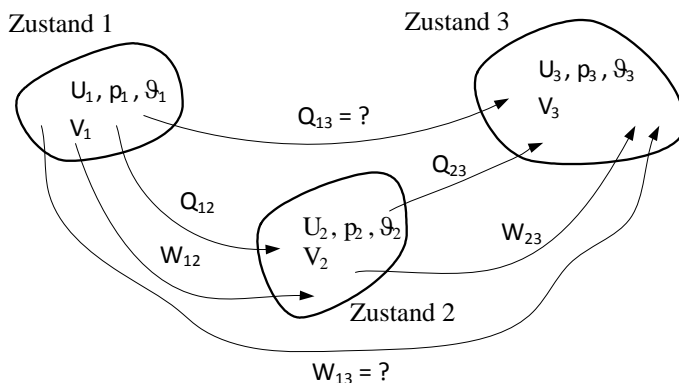 Zustand 1
Zustand 3
U₁, p₁, ϑ₁
V₁
U₃, p₃, ϑ₃
V₃
Q₁₃ = ?
Q₂₃
Q₁₂
W₁₂
U₂, p₂, ϑ₂
V₂
W₂₃
Zustand 2
W₁₃ = ?